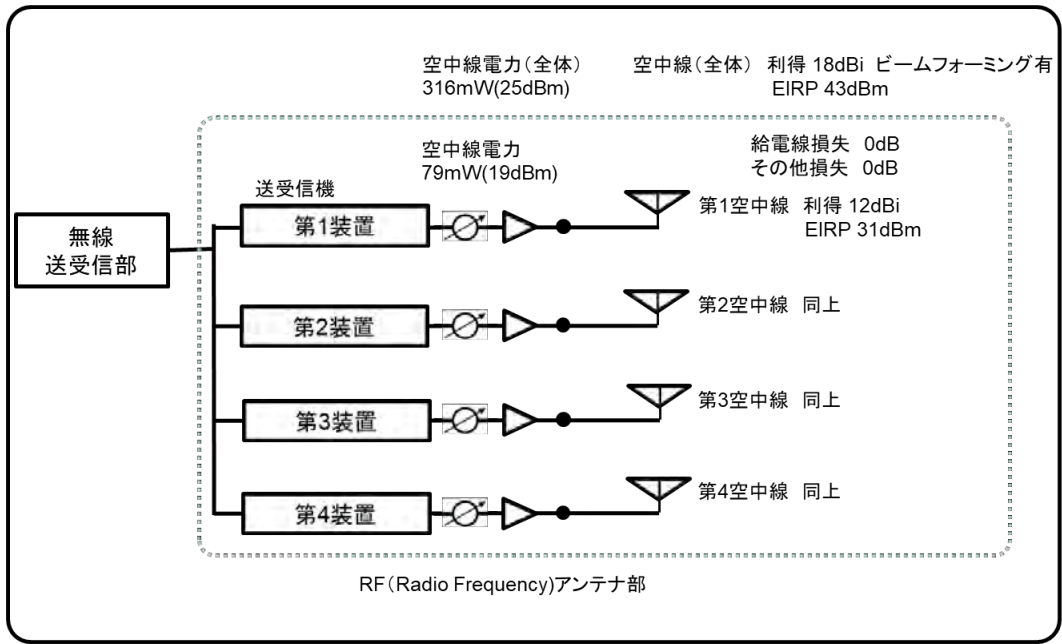 空中線電力(全体)
316mW(25dBm)
空中線(全体) 利得 18dBi ビームフォーミング有
EIRP 43dBm
空中線電力
79mW(19dBm)
給電線損失 0dB
その他損失 0dB
送受信機
無線
送受信部
第1装置
第1空中線 利得 12dBi
EIRP 31dBm
第2装置
第2空中線 同上
第3装置
第3空中線 同上
第4装置
第4空中線 同上
RF(Radio Frequency)アンテナ部